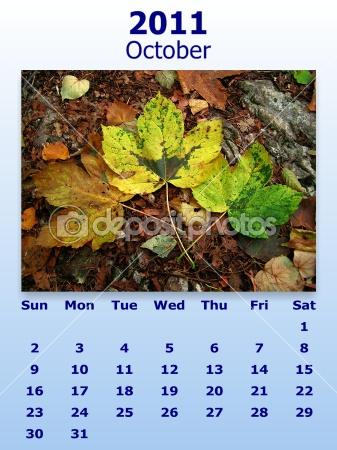 2011
October
depositphotos
Sun Mon Tue Wed Thu Fri Sat
1
2 3 4 5 6 7 8
9 10 11 12 13 14 15
16 17 18 19 20 21 22
23 24 25 26 27 28 29
30 31